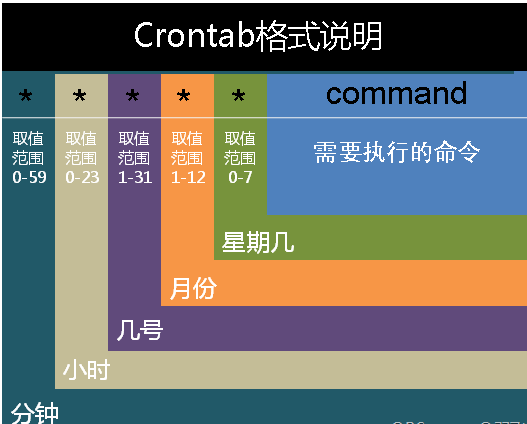 Crontab格式说明
* * * * * command
取值范围0-59
取值范围0-23
取值范围1-31
取值范围1-12
取值范围0-7
需要执行的命令
星期几
月份
几号
小时
分钟